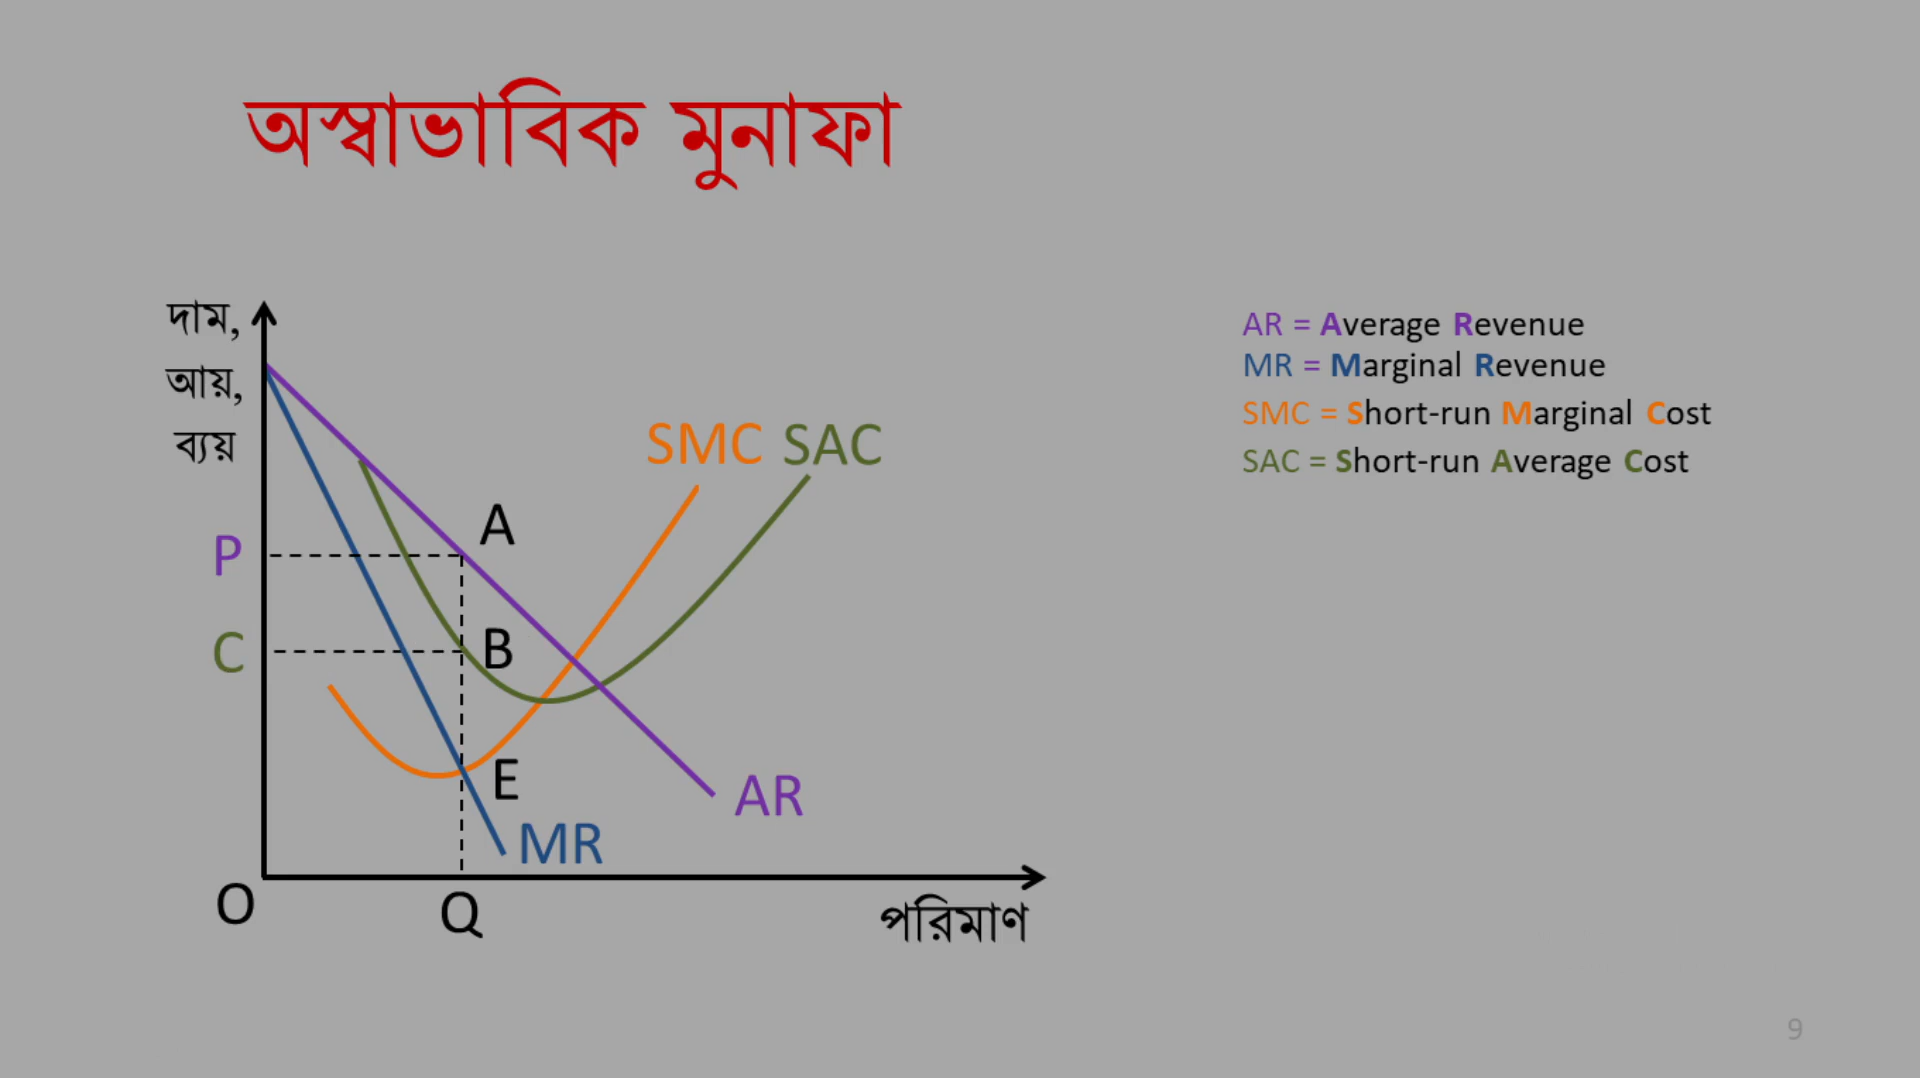 অস্বাভাবিক মুনাফা
দাম,
আয়,
ব্যয়
AR = Average Revenue
MR = Marginal Revenue
SMC = Short-run Marginal Cost
SAC = Short-run Average Cost
SMC SAC
A
P
B
C
E
AR
MR
O
Q
পরিমাণ
9